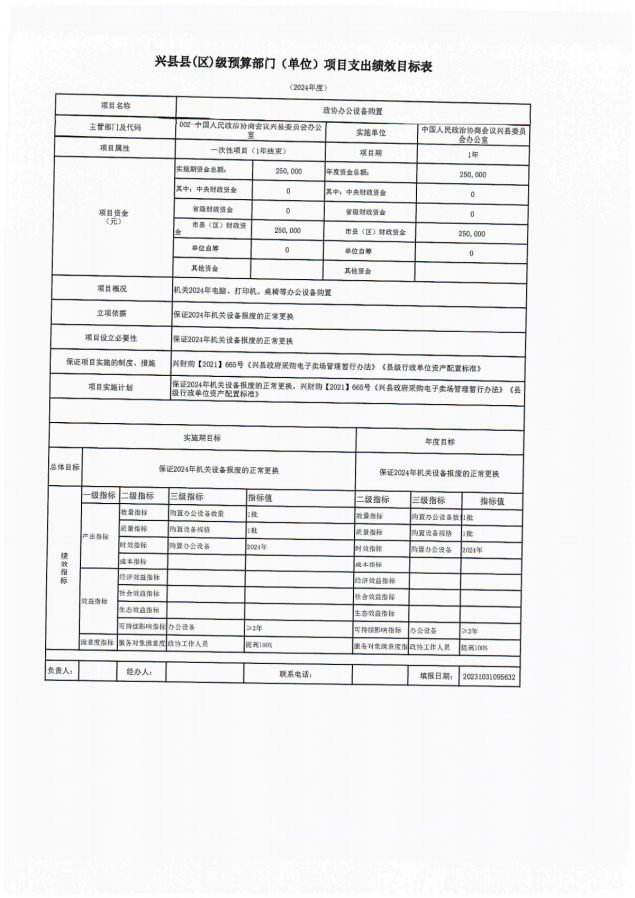 兴县县(区)级预算部门（单位）项目支出绩效目标表
（2024年度）
项目名称 政协办公设备购置
主管部门及代码 002-中国人民政治协商会议兴县委员会办公室 实施单位 中国人民政治协商会议兴县委员会办公室
项目属性 一次性项目（1年结束） 项目期 1年
项目资金（元）
实施期资金总额： 250,000 年度资金总额： 250,000
其中：中央财政资金 0 其中：中央财政资金 0
省级财政资金 0 省级财政资金 0
市县（区）财政资金 250,000 市县（区）财政资金 250,000
单位自筹 0 单位自筹 0
其他资金 其他资金
项目概况 机关2024年电脑、打印机、桌椅等办公设备购置
立项依据 保证2024年机关设备报废的正常更换
项目设立必要性 保证2024年机关设备报废的正常更换
保证项目实施的制度、措施 兴财购【2021】665号《兴县政府采购电子卖场管理暂行办法》《县级行政单位资产配置标准》
项目实施计划 保证2024年机关设备报废的正常更换，兴财购【2021】665号《兴县政府采购电子卖场管理暂行办法》《县
级行政单位资产配置标准》
实施期目标 年度目标
总体目标 保证2024年机关设备报废的正常更换 保证2024年机关设备报废的正常更换
绩效指标
一级指标 二级指标 三级指标 指标值 二级指标 三级指标 指标值
产出指标
数量指标 购置办公设备数量 1批 数量指标 购置办公设备数 1批
质量指标 购置设备规格 1批 质量指标 购置设备规格 1批
时效指标 购置办公设备 2024年 时效指标 购置办公设备 2024年
成本指标 成本指标
效益指标
经济效益指标 经济效益指标
社会效益指标 社会效益指标
生态效益指标 生态效益指标
可持续影响指标 办公设备 ≥3年 可持续影响指标 办公设备 ≥3年
满意度指标 服务对象满意度 政协工作人员 提高100% 服务对象满意度指 政协工作人员 提高100%
负责人： 经办人： 联系电话： 填报日期： 20231031095632